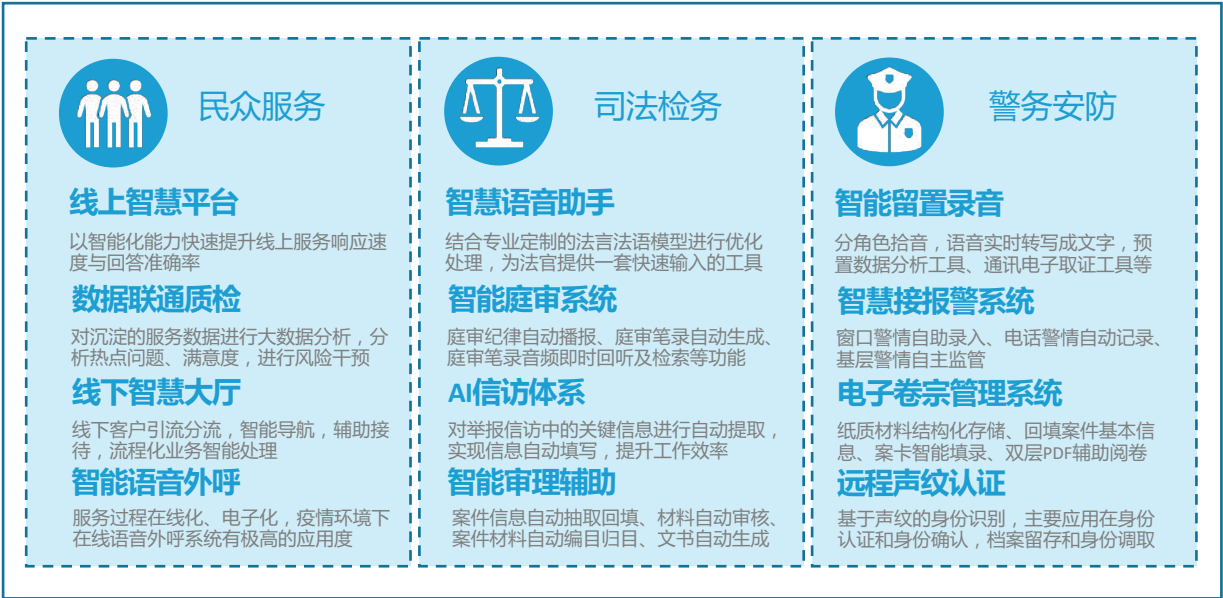 民众服务
线上智慧平台
以智能化能力快速提升线上服务响应速
度与回答准确率
数据联通质检
对沉淀的服务数据进行大数据分析，分
析热点问题、满意度，进行风险干预
线下智慧大厅
线下客户引流分流，智能导航，辅助接
待，流程化业务智能处理
智能语音外呼
服务过程在线化、电子化，疫情环境下
在线语音外呼系统有极高的应用度
司法检务
智慧语音助手
结合专业定制的法言法语模型进行优化
处理，为法官提供一套快速输入的工具
智能庭审系统
庭审纪律自动播报、庭审笔录自动生成、
庭审笔录音频即时回听及检索等功能
AI信访体系
对举报信访中的关键信息进行自动提取，
实现信息自动填写，提升工作效率
智能审理辅助
案件信息自动抽取回填、材料自动审核、
案件材料自动编目归目、文书自动生成
警务安防
智能留置录音
分角色拾音，语音实时转写成文字，预
置数据分析工具、通讯电子取证工具等
智慧接报警系统
窗口警情自助录入、电话警情自动记录、
基层警情自主监管
电子卷宗管理系统
纸质材料结构化存储、回填案件基本信
息、案卡智能填录、双层PDF辅助阅卷
远程声纹认证
基于声纹的身份识别，主要应用在身份
认证和身份确认，档案留存和身份调取